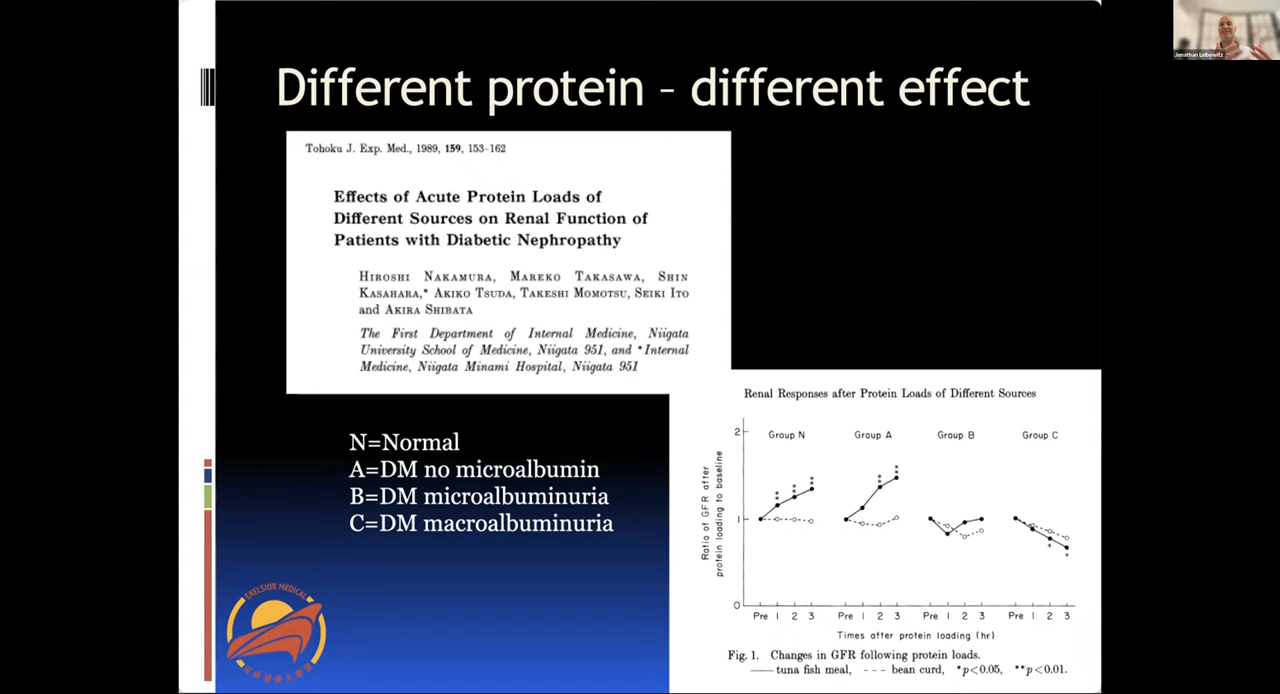 Different protein – different effect
Jonathan Leibowitz
Tohoku J. Exp. Med., 1989, 159, 153-162
Effects of Acute Protein Loads of
Different Sources on Renal Function of
Patients with Diabetic Nephropathy
HIROSHI NAKAMURA, MAREKO TAKASAWA, SHIN
KASAHARA,* AKIKO TSUDA, TAKESHI MOMOTSU, SEIKI ITO
and AKIRA SHIBATA
The First Department of Internal Medicine, Niigata
University School of Medicine, Niigata 951, and *Internal
Medicine, Niigata Minami Hospital, Niigata 951
N=Normal
A=DM no microalbumin
B=DM microalbuminuria
C=DM macroalbuminuria
EXELSIOR MEDICAL
Renal Responses after Protein Loads of Different Sources
Group N Group A Group B Group C
Ratio of GFR after
protein loading to baseline
2
1
0
Pre 1 2 3 Pre 1 2 3 Pre 1 2 3 Pre 1 2 3
Times after protein loading (hr)
Fig. 1. Changes in GFR following protein loads.
—— tuna fish meal, - - - bean curd, *p<0.05, **p<0.01.